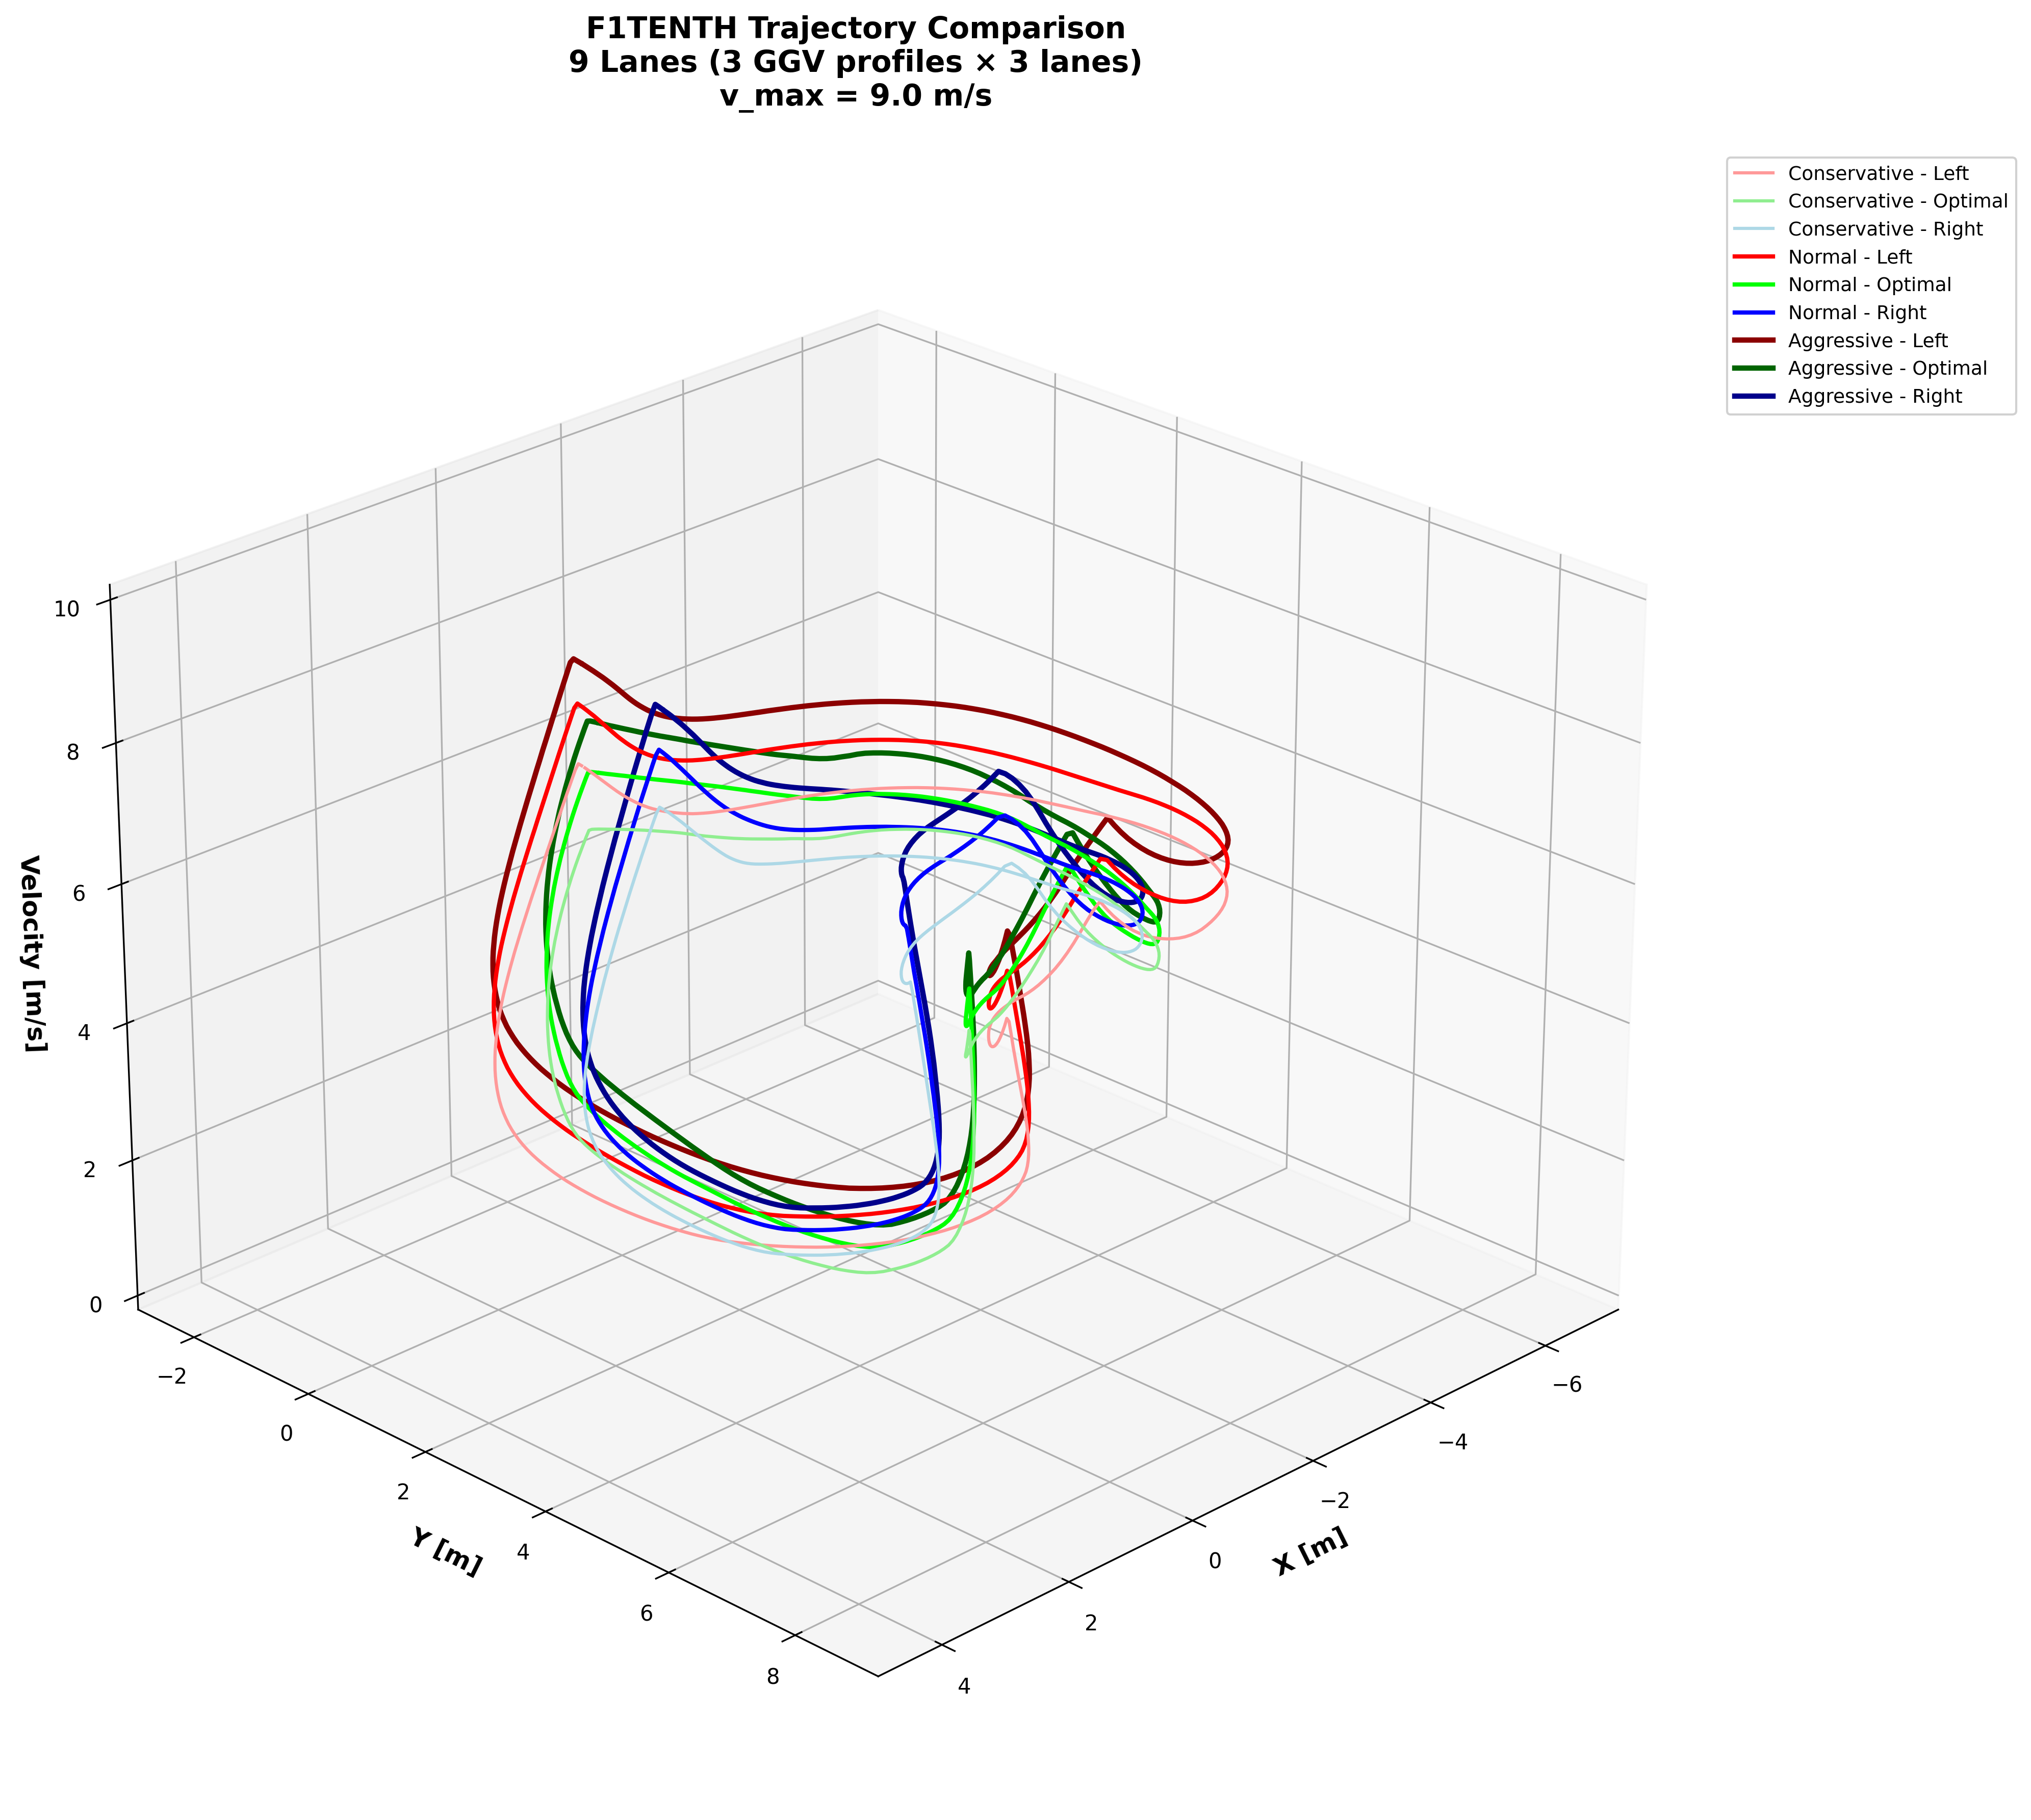 F1TENTH Trajectory Comparison
9 Lanes (3 GGV profiles × 3 lanes)
v_max = 9.0 m/s
Conservative - Left
Conservative - Optimal
Conservative - Right
Normal - Left
Normal - Optimal
Normal - Right
Aggressive - Left
Aggressive - Optimal
Aggressive - Right
Velocity [m/s]
10
8
6
4
2
0
−2
0
2
4
6
8
Y [m]
−6
−4
−2
0
2
4
X [m]